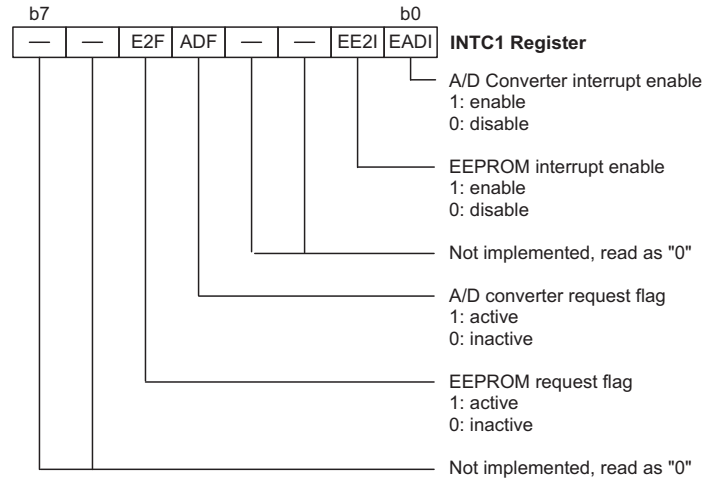 b7 b0
— — E2F ADF — — EE2I EADI INTC1 Register
A/D Converter interrupt enable
1: enable
0: disable
EEPROM interrupt enable
1: enable
0: disable
Not implemented, read as "0"
A/D converter request flag
1: active
0: inactive
EEPROM request flag
1: active
0: inactive
Not implemented, read as "0"